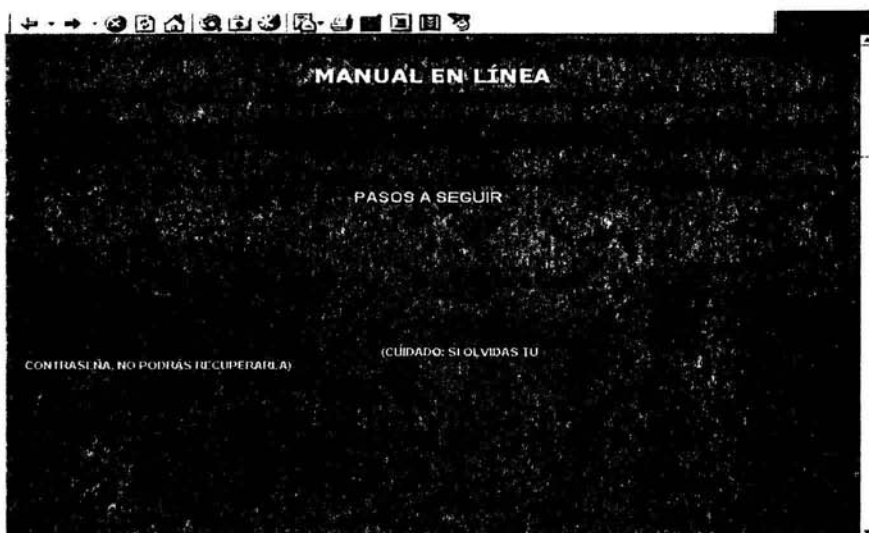 MANUAL EN LÍNEA
PASOS A SEGUIR
(CUIDADO: SI OLVIDAS TU
CONTRASEÑA, NO PODRÁS RECUPERARLA)